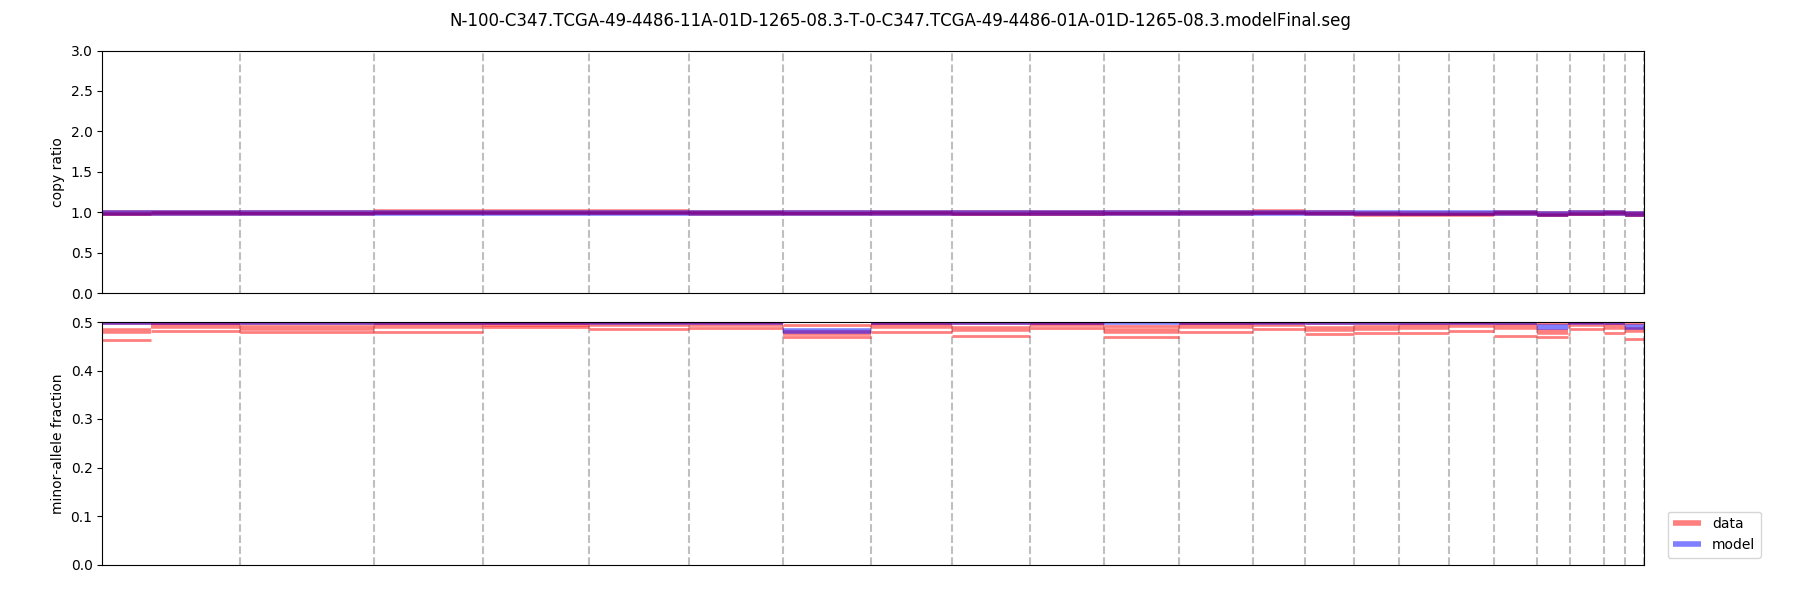 N-100-C347.TCGA-49-4486-11A-01D-1265-08.3-T-0-C347.TCGA-49-4486-01A-01D-1265-08.3.modelFinal.seg
copy ratio
3.0
2.5
2.0
1.5
1.0
0.5
0.0
minor-allele fraction
0.5
0.4
0.3
0.2
0.1
0.0
data
model